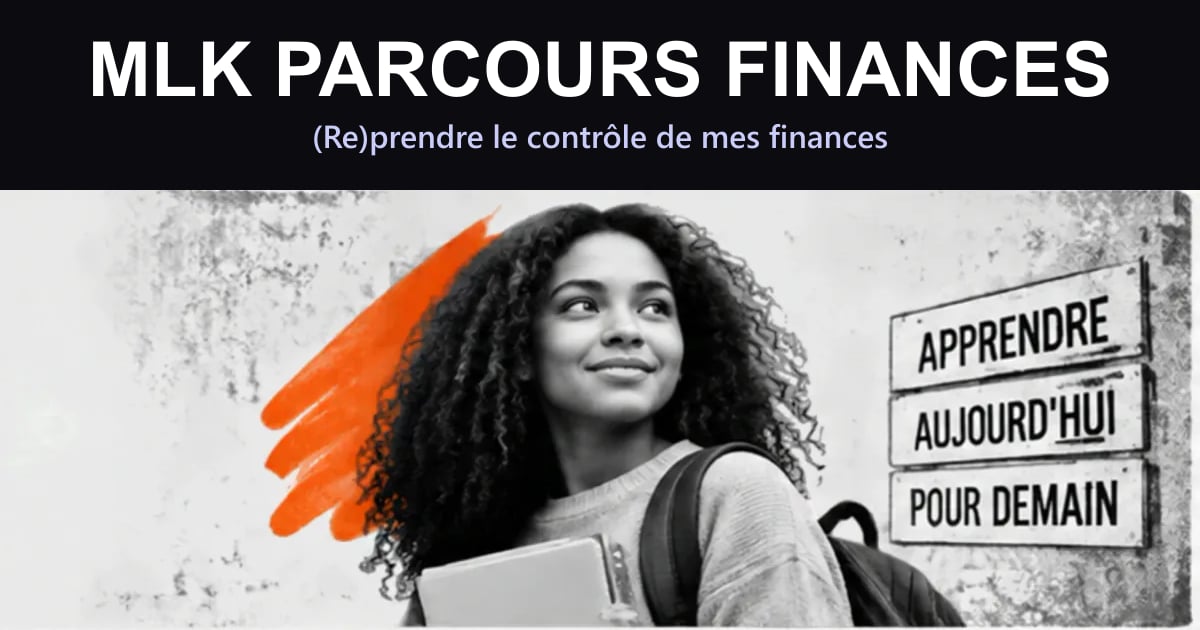 MLK PARCOURS FINANCES
(Re)prendre le contrôle de mes finances
APPRENDRE
AUJOURD'HUI
POUR DEMAIN